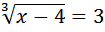 ∛(x − 4) = 3